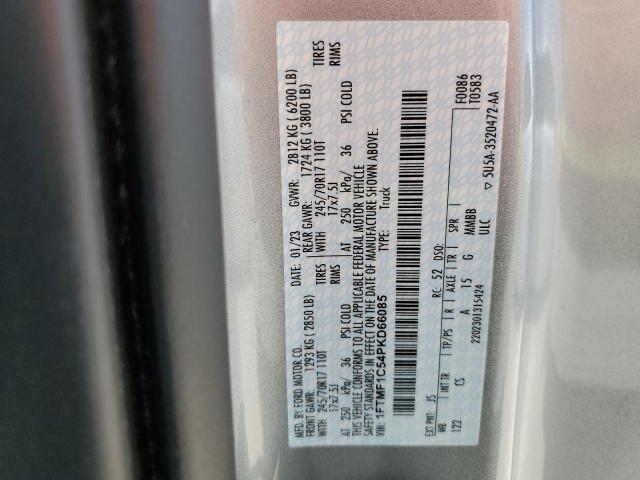 MFD. BY FORD MOTOR CO.
DATE: 01/23 GVWR: 2812 KG ( 6200 LB)
FRONT GAWR: 1293 KG ( 2850 LB) REAR GAWR: 1724 KG ( 3800 LB)
WITH 245/70R17 110T TIRES WITH 245/70R17 110T TIRES
17x7.5J RIMS 17x7.5J RIMS
AT 250 kPa/ 36 PSI COLD AT 250 kPa/ 36 PSI COLD
THIS VEHICLE CONFORMS TO ALL APPLICABLE FEDERAL MOTOR VEHICLE
SAFETY STANDARDS IN EFFECT ON THE DATE OF MANUFACTURE SHOWN ABOVE.
VIN: 1FTMF1C54PKD66085 TYPE: Truck
F0086
T0583
EXT PNT: JS RC: 52 DSO:
WB INT TR TP/PS R AXLE TR SPR
122 CS A 15 G MMBB
2202301315424 ULC
▽ 5U5A-3520472-AA